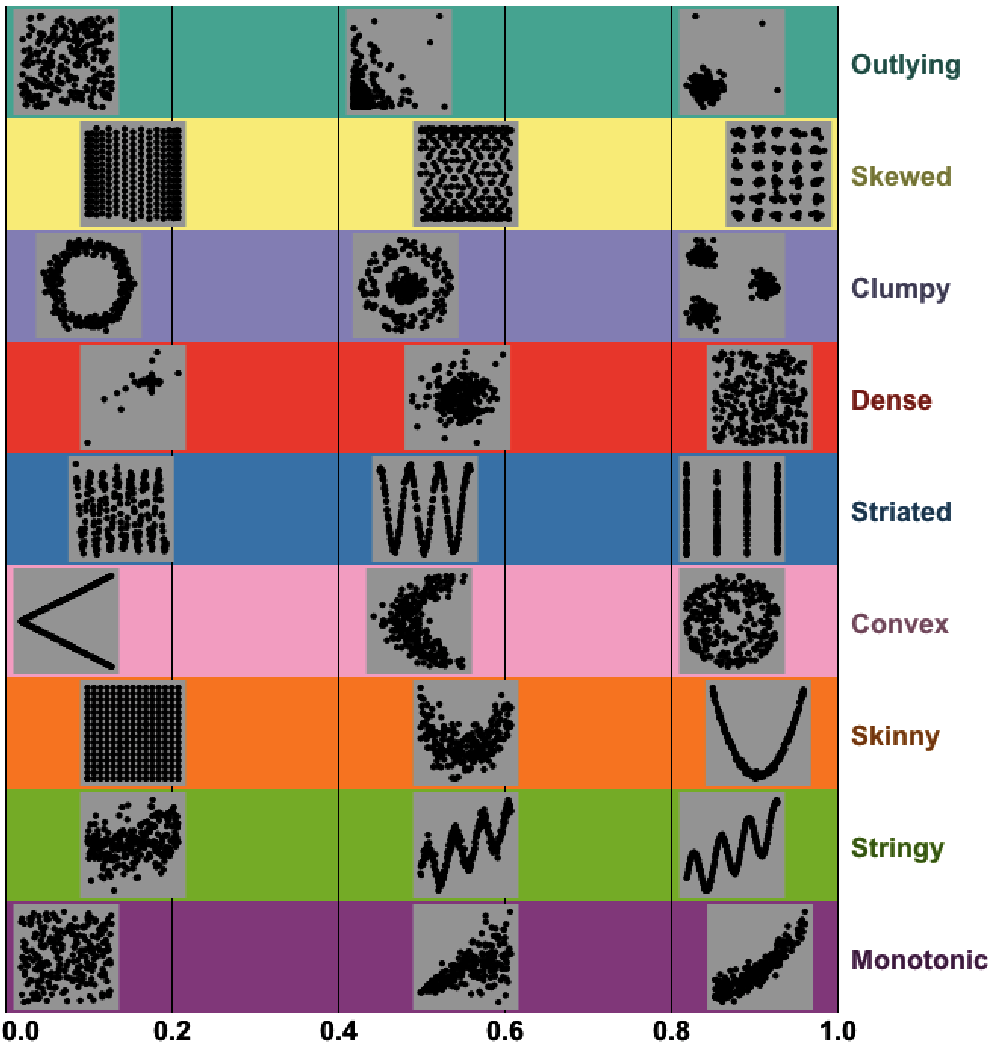 Outlying
Skewed
Clumpy
Dense
Striated
Convex
Skinny
Stringy
Monotonic
0.0 0.2 0.4 0.6 0.8 1.0